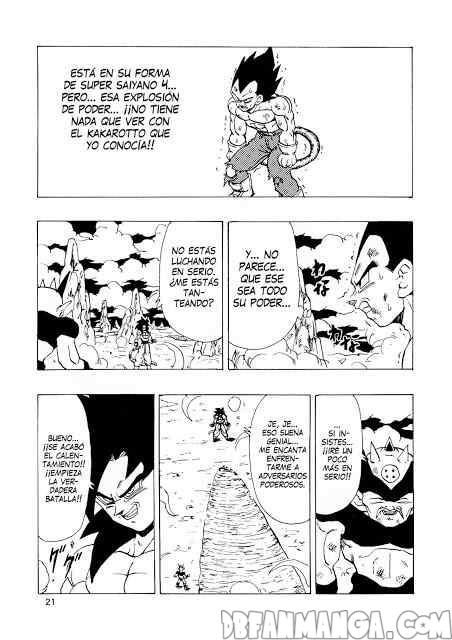 ESTÁ EN SU FORMA
DE SUPER SAIYANO 4...
PERO... ESA EXPLOSIÓN
DE PODER... ¡¡NO TIENE
NADA QUE VER CON
EL KAKAROTTO QUE
YO CONOCÍA!!
Y... NO
PARECE...
QUE ESE
SEA TODO
SU PODER...
NO ESTÁS
LUCHANDO
EN SERIO.
¿ME ESTÁS
TAN-
TEANDO?
...
SI
INSISTES...
¡¡IRÉ UN
POCO
MÁS EN
SERIO!!
JE, JE...
ESO SUENA
GENIAL...
ME ENCANTA
ENFREN-
TARME A
ADVERSARIOS
PODEROSOS.
BUENO...
¡¡SE ACABÓ
EL CALEN-
TAMIENTO!!
¡¡EMPIEZA
LA VER-
DADERA
BATALLA!!
21
DBFANMANGA.COM